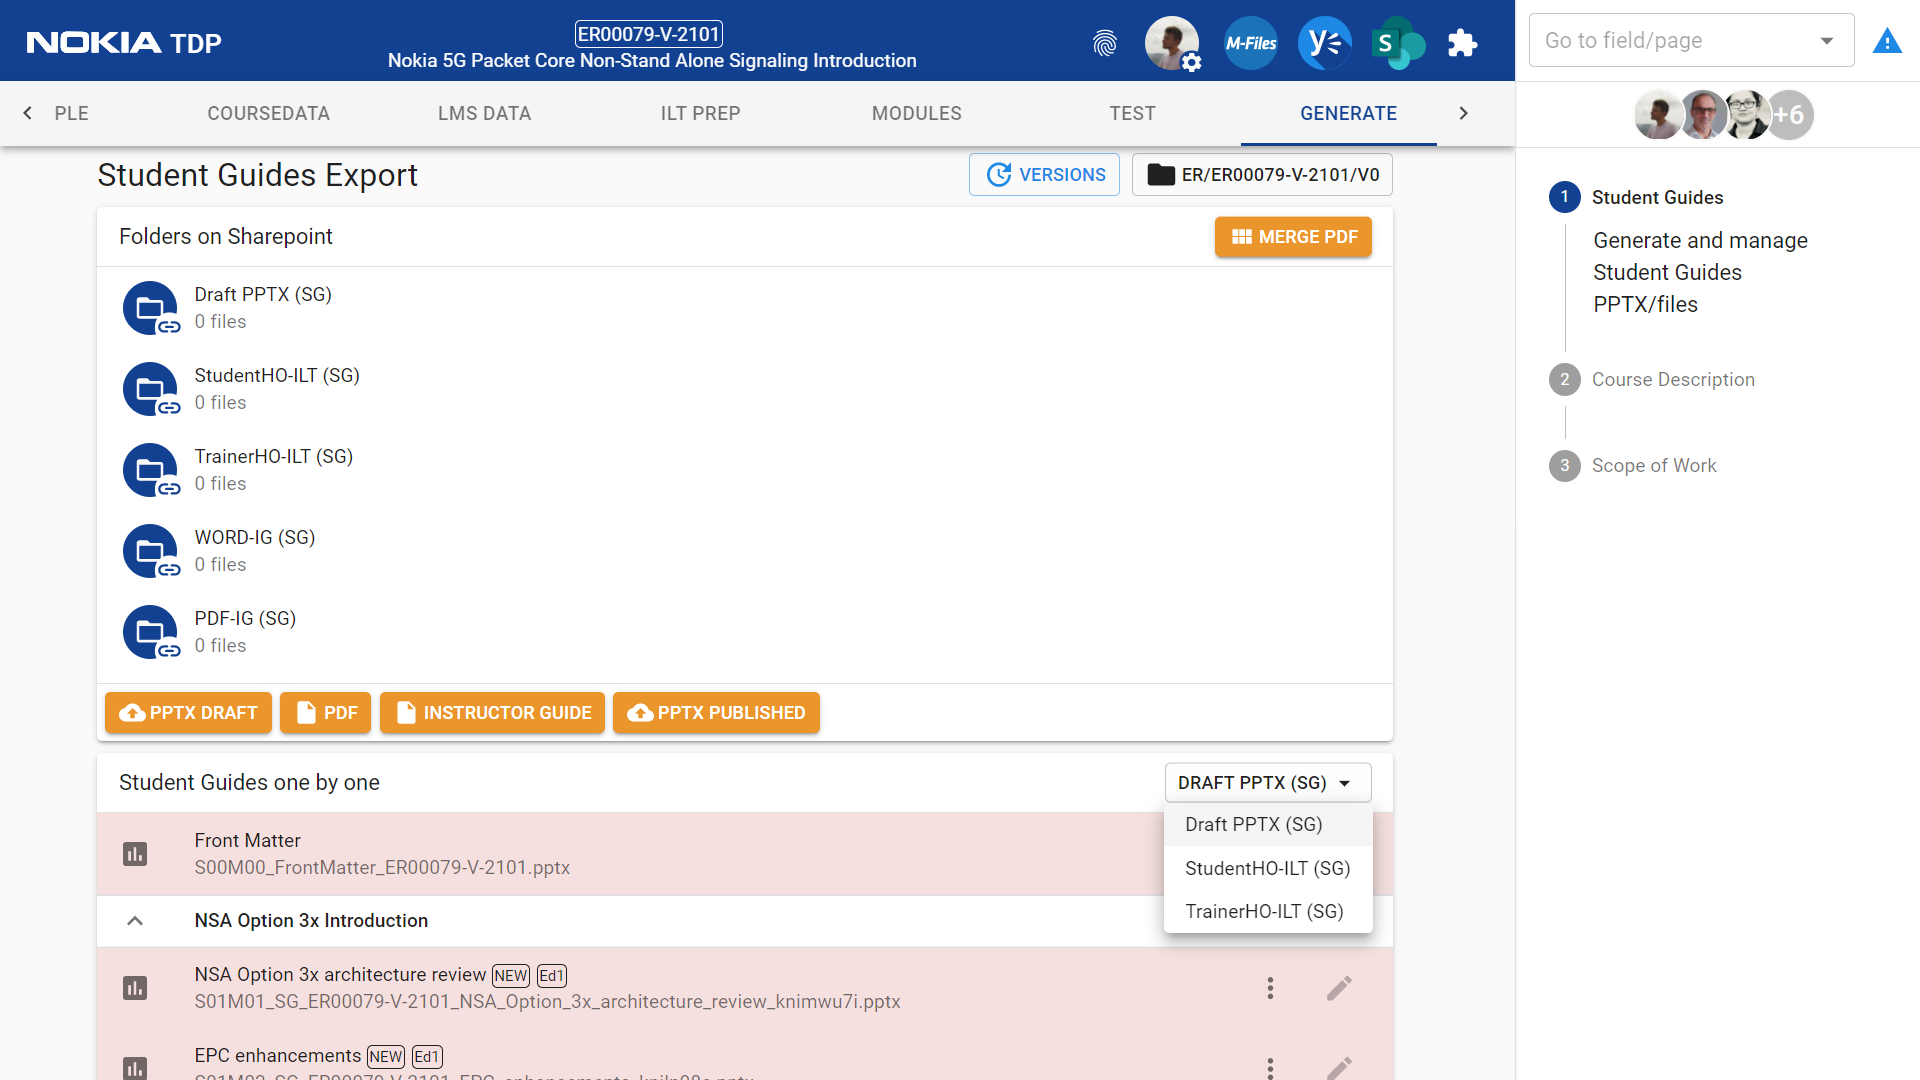 NOKIA TDP
ER00079-V-2101
Nokia 5G Packet Core Non-Stand Alone Signaling Introduction
M-Files
y
S
Go to field/page
PLE
COURSEDATA
LMS DATA
ILT PREP
MODULES
TEST
GENERATE
+6
Student Guides Export
VERSIONS
ER/ER00079-V-2101/V0
Folders on Sharepoint
MERGE PDF
Draft PPTX (SG)
0 files
StudentHO-ILT (SG)
0 files
TrainerHO-ILT (SG)
0 files
WORD-IG (SG)
0 files
PDF-IG (SG)
0 files
PPTX DRAFT
PDF
INSTRUCTOR GUIDE
PPTX PUBLISHED
Student Guides one by one
DRAFT PPTX (SG)
Draft PPTX (SG)
StudentHO-ILT (SG)
TrainerHO-ILT (SG)
Front Matter
S00M00_FrontMatter_ER00079-V-2101.pptx
NSA Option 3x Introduction
NSA Option 3x architecture review NEW Ed1
S01M01_SG_ER00079-V-2101_NSA_Option_3x_architecture_review_knimwu7i.pptx
EPC enhancements NEW Ed1
1 Student Guides
Generate and manage
Student Guides
PPTX/files
2 Course Description
3 Scope of Work